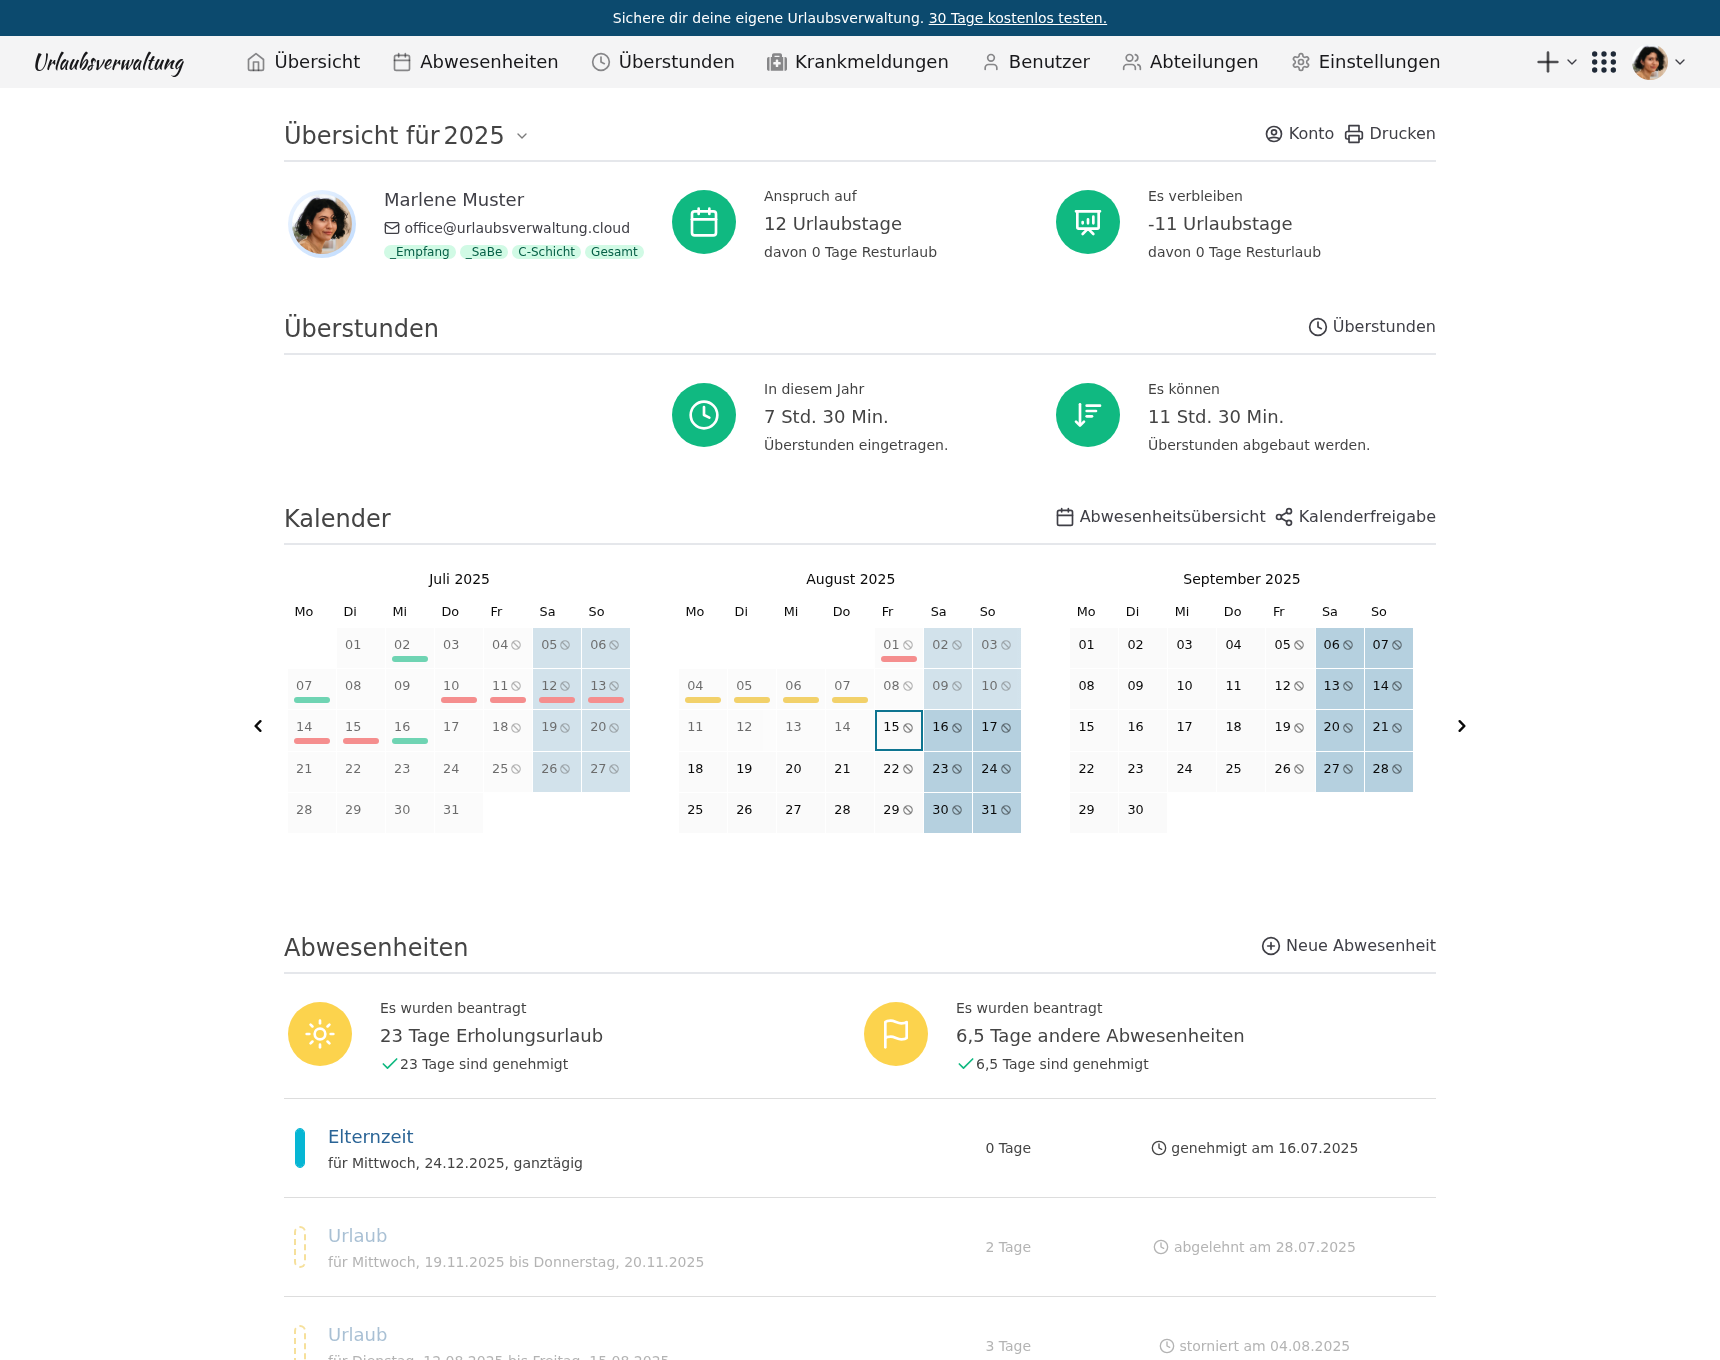 Sichere dir deine eigene Urlaubsverwaltung. 30 Tage kostenlos testen.
Urlaubsverwaltung Übersicht Abwesenheiten Überstunden Krankmeldungen Benutzer Abteilungen Einstellungen
Übersicht für 2025 Konto Drucken
Marlene Muster
office@urlaubsverwaltung.cloud
_Empfang _SaBe C-Schicht Gesamt
Anspruch auf
12 Urlaubstage
davon 0 Tage Resturlaub
Es verbleiben
-11 Urlaubstage
davon 0 Tage Resturlaub
Überstunden Überstunden
In diesem Jahr
7 Std. 30 Min.
Überstunden eingetragen.
Es können
11 Std. 30 Min.
Überstunden abgebaut werden.
Kalender Abwesenheitsübersicht Kalenderfreigabe
Juli 2025
Mo Di Mi Do Fr Sa So
01 02 03 04 05 06
07 08 09 10 11 12 13
14 15 16 17 18 19 20
21 22 23 24 25 26 27
28 29 30 31
August 2025
Mo Di Mi Do Fr Sa So
01 02 03
04 05 06 07 08 09 10
11 12 13 14 15 16 17
18 19 20 21 22 23 24
25 26 27 28 29 30 31
September 2025
Mo Di Mi Do Fr Sa So
01 02 03 04 05 06 07
08 09 10 11 12 13 14
15 16 17 18 19 20 21
22 23 24 25 26 27 28
29 30
Abwesenheiten Neue Abwesenheit
Es wurden beantragt
23 Tage Erholungsurlaub
23 Tage sind genehmigt
Es wurden beantragt
6,5 Tage andere Abwesenheiten
6,5 Tage sind genehmigt
Elternzeit
für Mittwoch, 24.12.2025, ganztägig
0 Tage
genehmigt am 16.07.2025
Urlaub
für Mittwoch, 19.11.2025 bis Donnerstag, 20.11.2025
2 Tage
abgelehnt am 28.07.2025
Urlaub
für Dienstag, 12.08.2025 bis Freitag, 15.08.2025
3 Tage
storniert am 04.08.2025